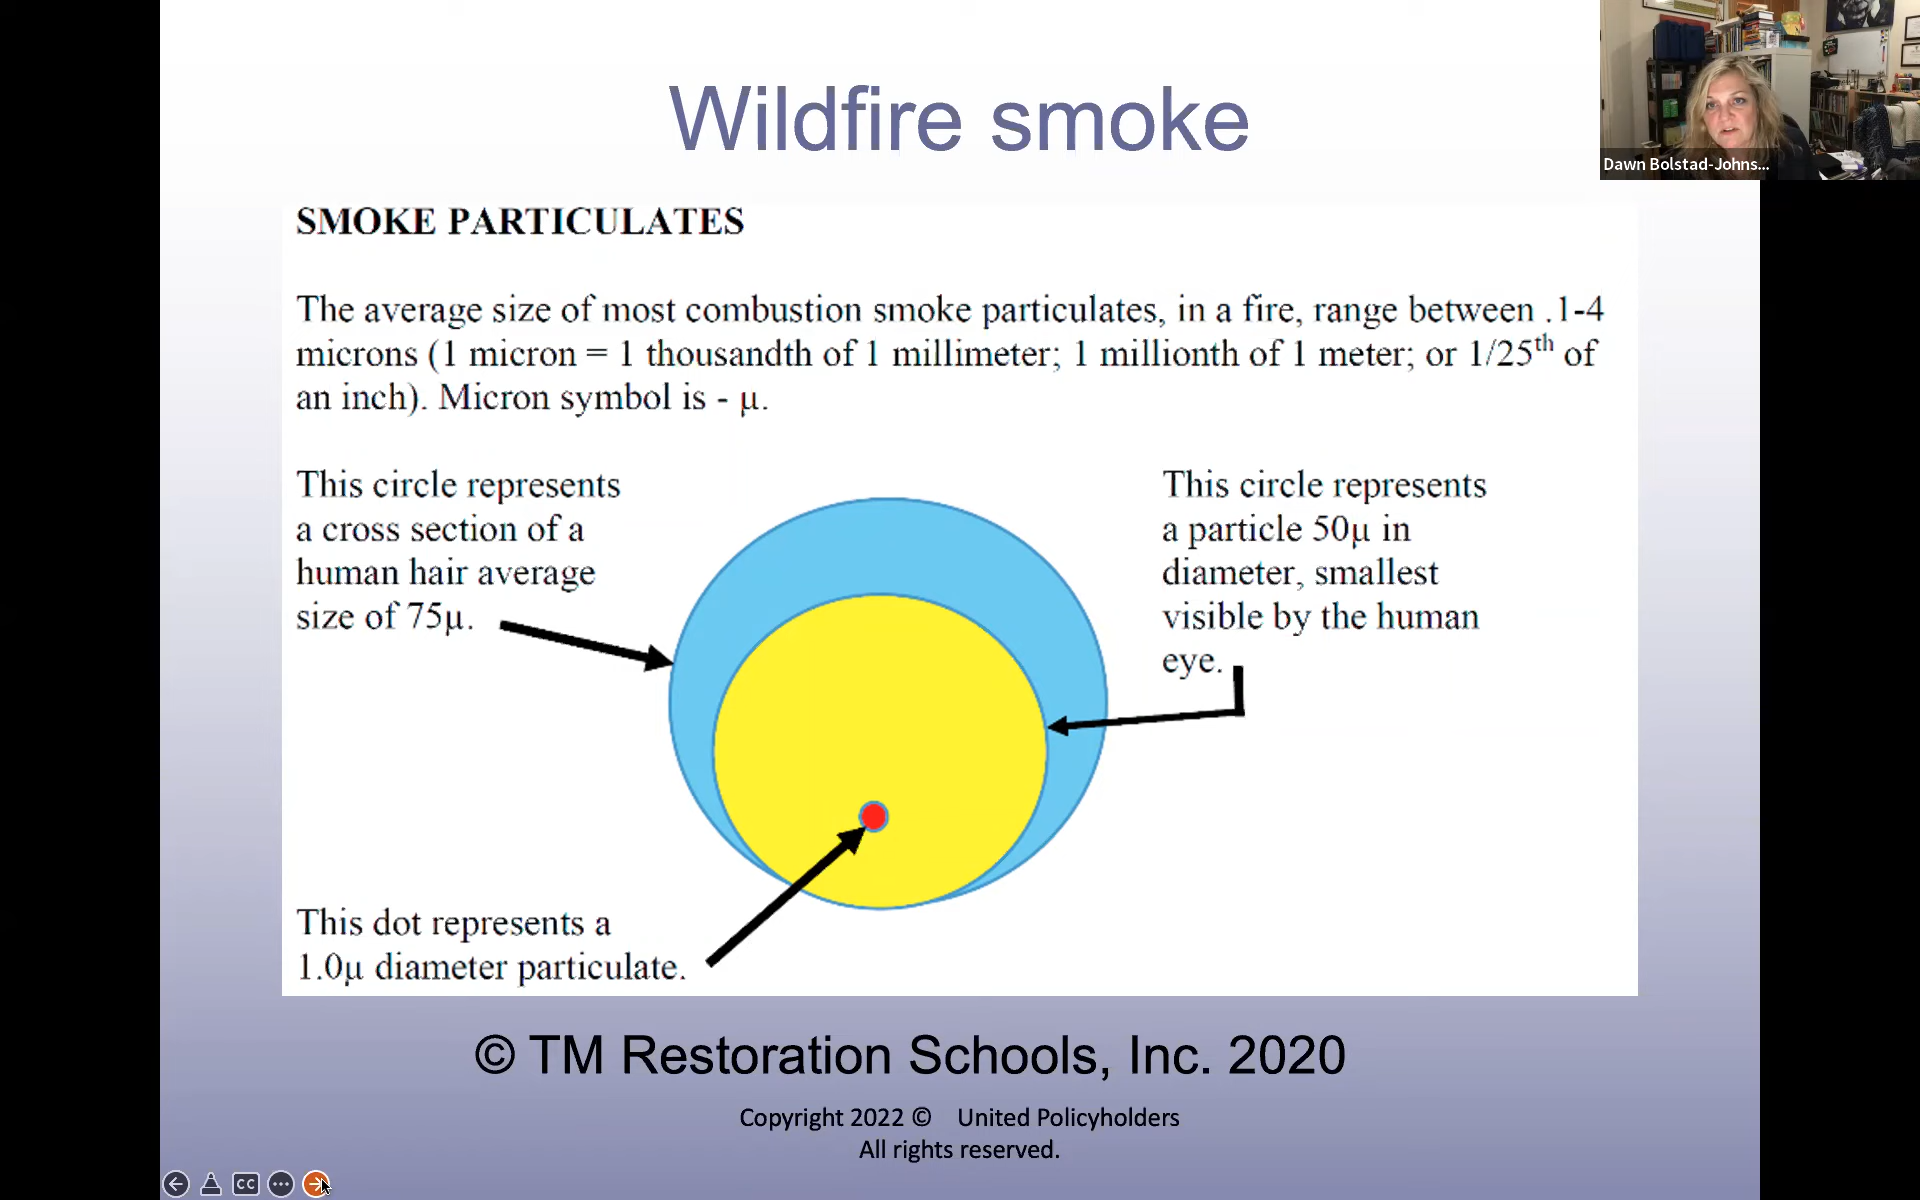 Wildfire smoke
Dawn Bolstad-Johns...
SMOKE PARTICULATES
The average size of most combustion smoke particulates, in a fire, range between .1-4
microns (1 micron = 1 thousandth of 1 millimeter; 1 millionth of 1 meter; or 1/25th of
an inch). Micron symbol is - μ.
This circle represents
a cross section of a
human hair average
size of 75μ.
This circle represents
a particle 50μ in
diameter, smallest
visible by the human
eye.
This dot represents a
1.0μ diameter particulate.
© TM Restoration Schools, Inc. 2020
Copyright 2022 © United Policyholders
All rights reserved.
CC